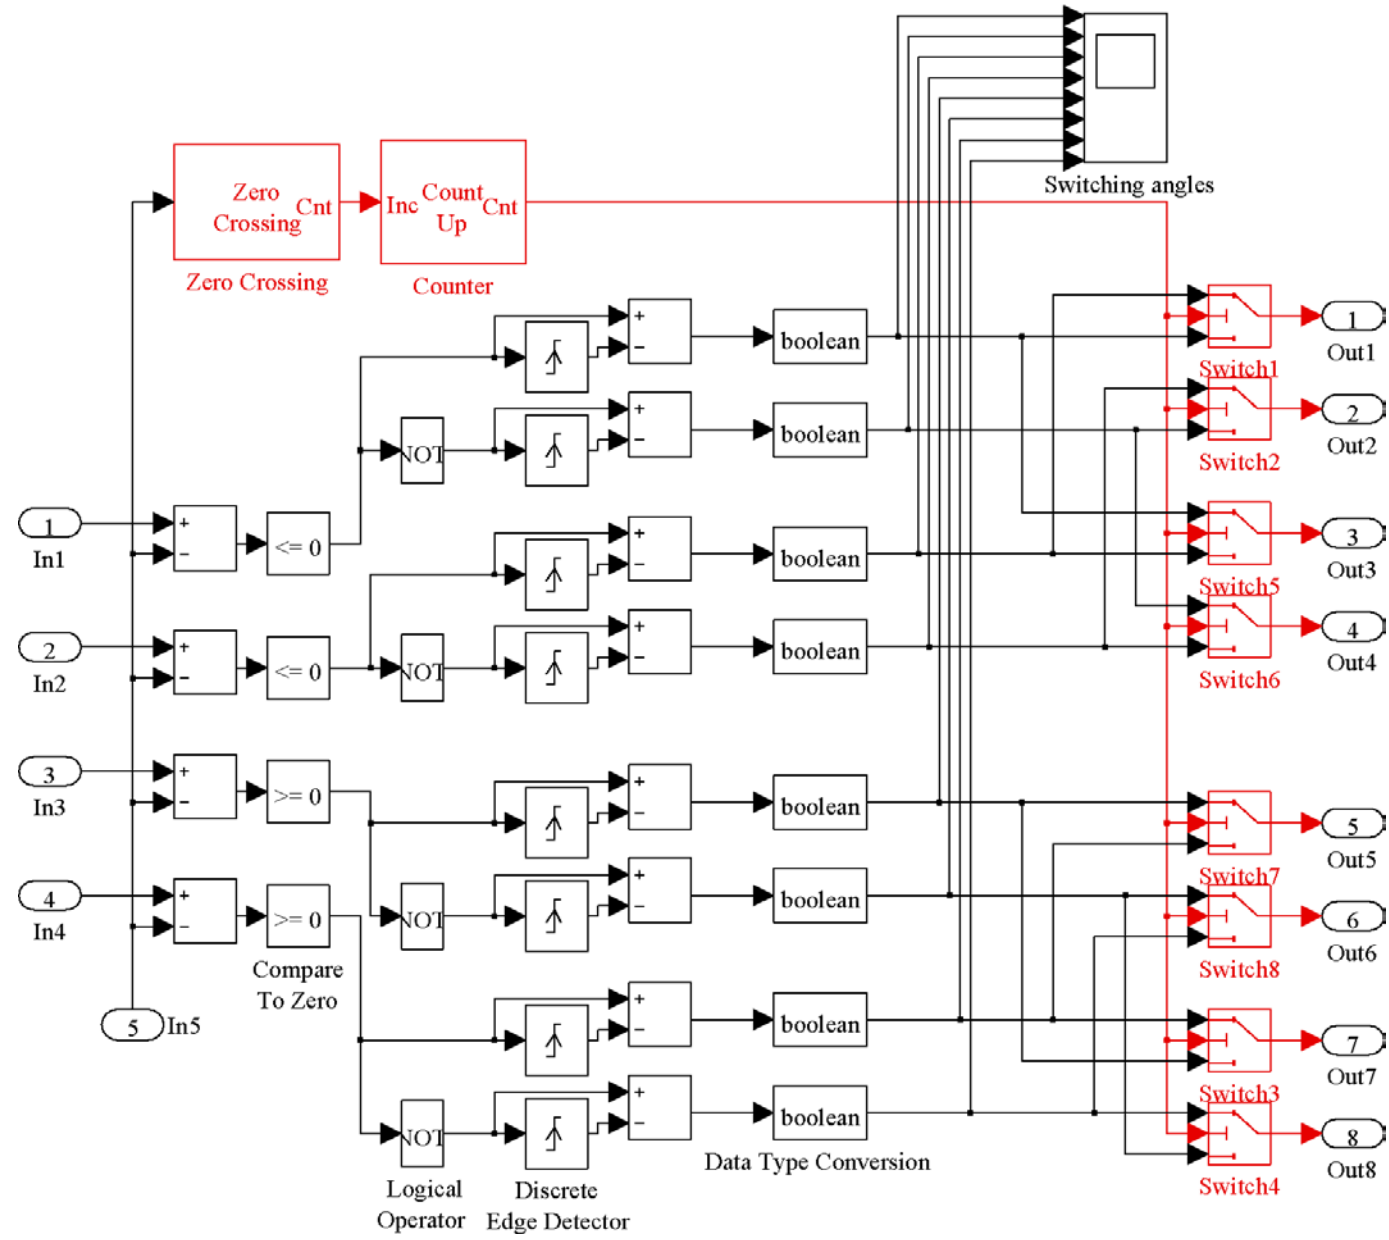 Switching angles
Zero
Crossing
Cnt
Inc
Count
Up
Cnt
Zero Crossing
Counter
+
−
boolean
Switch1
1
Out1
NOT
+
−
boolean
Switch2
2
Out2
1
In1
+
−
<= 0
+
−
boolean
Switch5
3
Out3
2
In2
+
−
<= 0
NOT
+
−
boolean
Switch6
4
Out4
3
In3
+
−
>= 0
+
−
boolean
Switch7
5
Out5
4
In4
+
−
>= 0
NOT
+
−
boolean
Switch8
6
Out6
Compare
To Zero
5
In5
+
−
boolean
Switch3
7
Out7
NOT
+
−
boolean
Switch4
8
Out8
Logical
Operator
Discrete
Edge Detector
Data Type Conversion